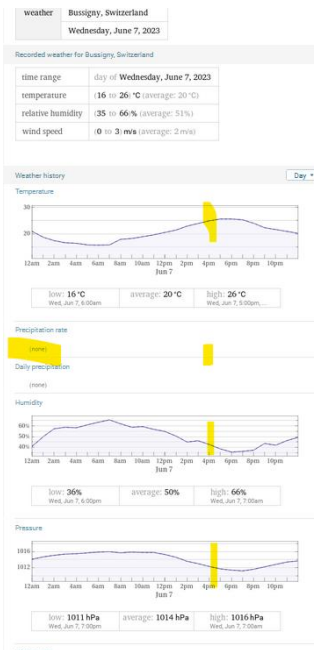 weather Bussigny, Switzerland
Wednesday, June 7, 2023
Recorded weather for Bussigny, Switzerland
time range day of Wednesday, June 7, 2023
temperature (16 to 26) °C (average: 20 °C)
relative humidity (35 to 66)% (average: 51%)
wind speed (0 to 3) m/s (average: 2 m/s)
Weather history Day
Temperature
30
20
12am 2am 4am 6am 8am 10am 12pm 2pm 4pm 6pm 8pm 10pm
Jun 7
low: 16 °C average: 20 °C high: 26 °C
Wed, Jun 7, 6:00am Wed, Jun 7, 5:00pm, ...
Precipitation rate
(none)
Daily precipitation
(none)
Humidity
60%
50%
40%
12am 2am 4am 6am 8am 10am 12pm 2pm 4pm 6pm 8pm 10pm
Jun 7
low: 36% average: 50% high: 66%
Wed, Jun 7, 6:00pm Wed, Jun 7, 7:00am
Pressure
1016
1012
12am 2am 4am 6am 8am 10am 12pm 2pm 4pm 6pm 8pm 10pm
Jun 7
low: 1011 hPa average: 1014 hPa high: 1016 hPa
Wed, Jun 7, 7:00pm Wed, Jun 7, 7:00am